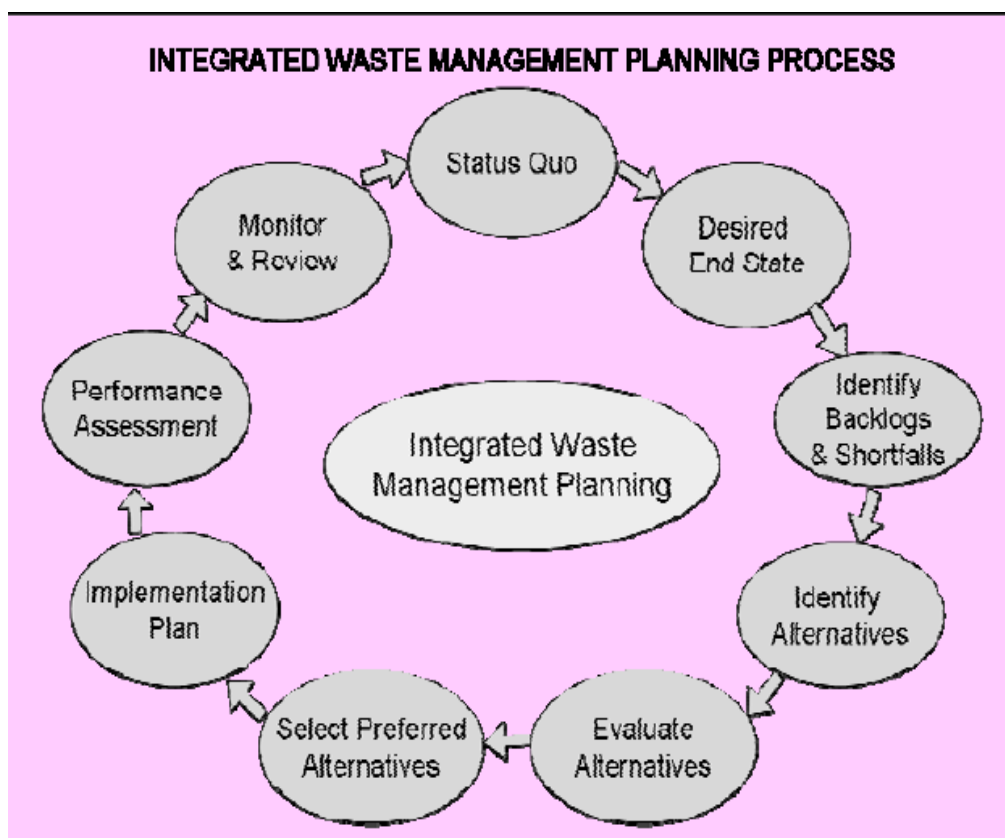 INTEGRATED WASTE MANAGEMENT PLANNING PROCESS
Status Quo
Desired
End State
Identify
Backlogs
& Shortfalls
Identify
Alternatives
Evaluate
Alternatives
Select Preferred
Alternatives
Implementation
Plan
Performance
Assessment
Monitor
& Review
Integrated Waste
Management Planning